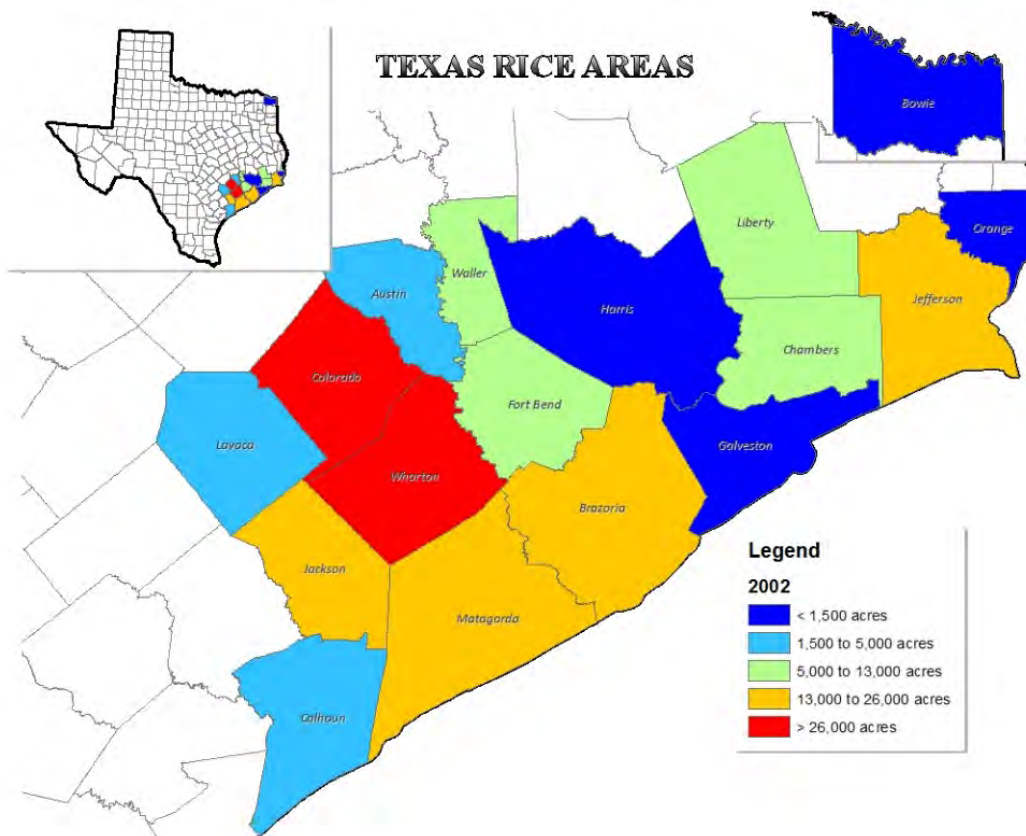 TEXAS RICE AREAS
Bowie
Liberty
Orange
Waller
Austin
Harris
Jefferson
Chambers
Colorado
Fort Bend
Lavaca
Galveston
Wharton
Brazoria
Jackson
Matagorda
Calhoun
Legend
2002
< 1,500 acres
1,500 to 5,000 acres
5,000 to 13,000 acres
13,000 to 26,000 acres
> 26,000 acres